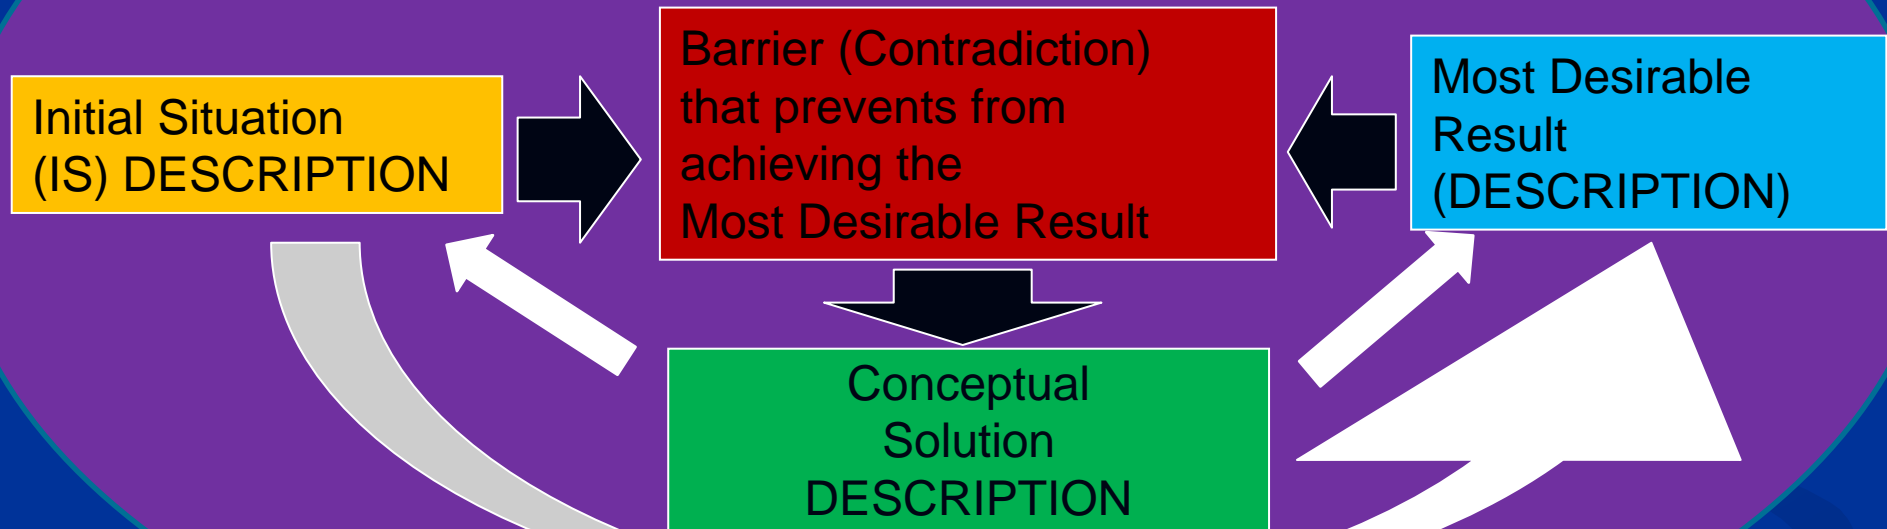 Initial Situation
(IS) DESCRIPTION
Barrier (Contradiction)
that prevents from
achieving the
Most Desirable Result
Most Desirable
Result
(DESCRIPTION)
Conceptual
Solution
DESCRIPTION